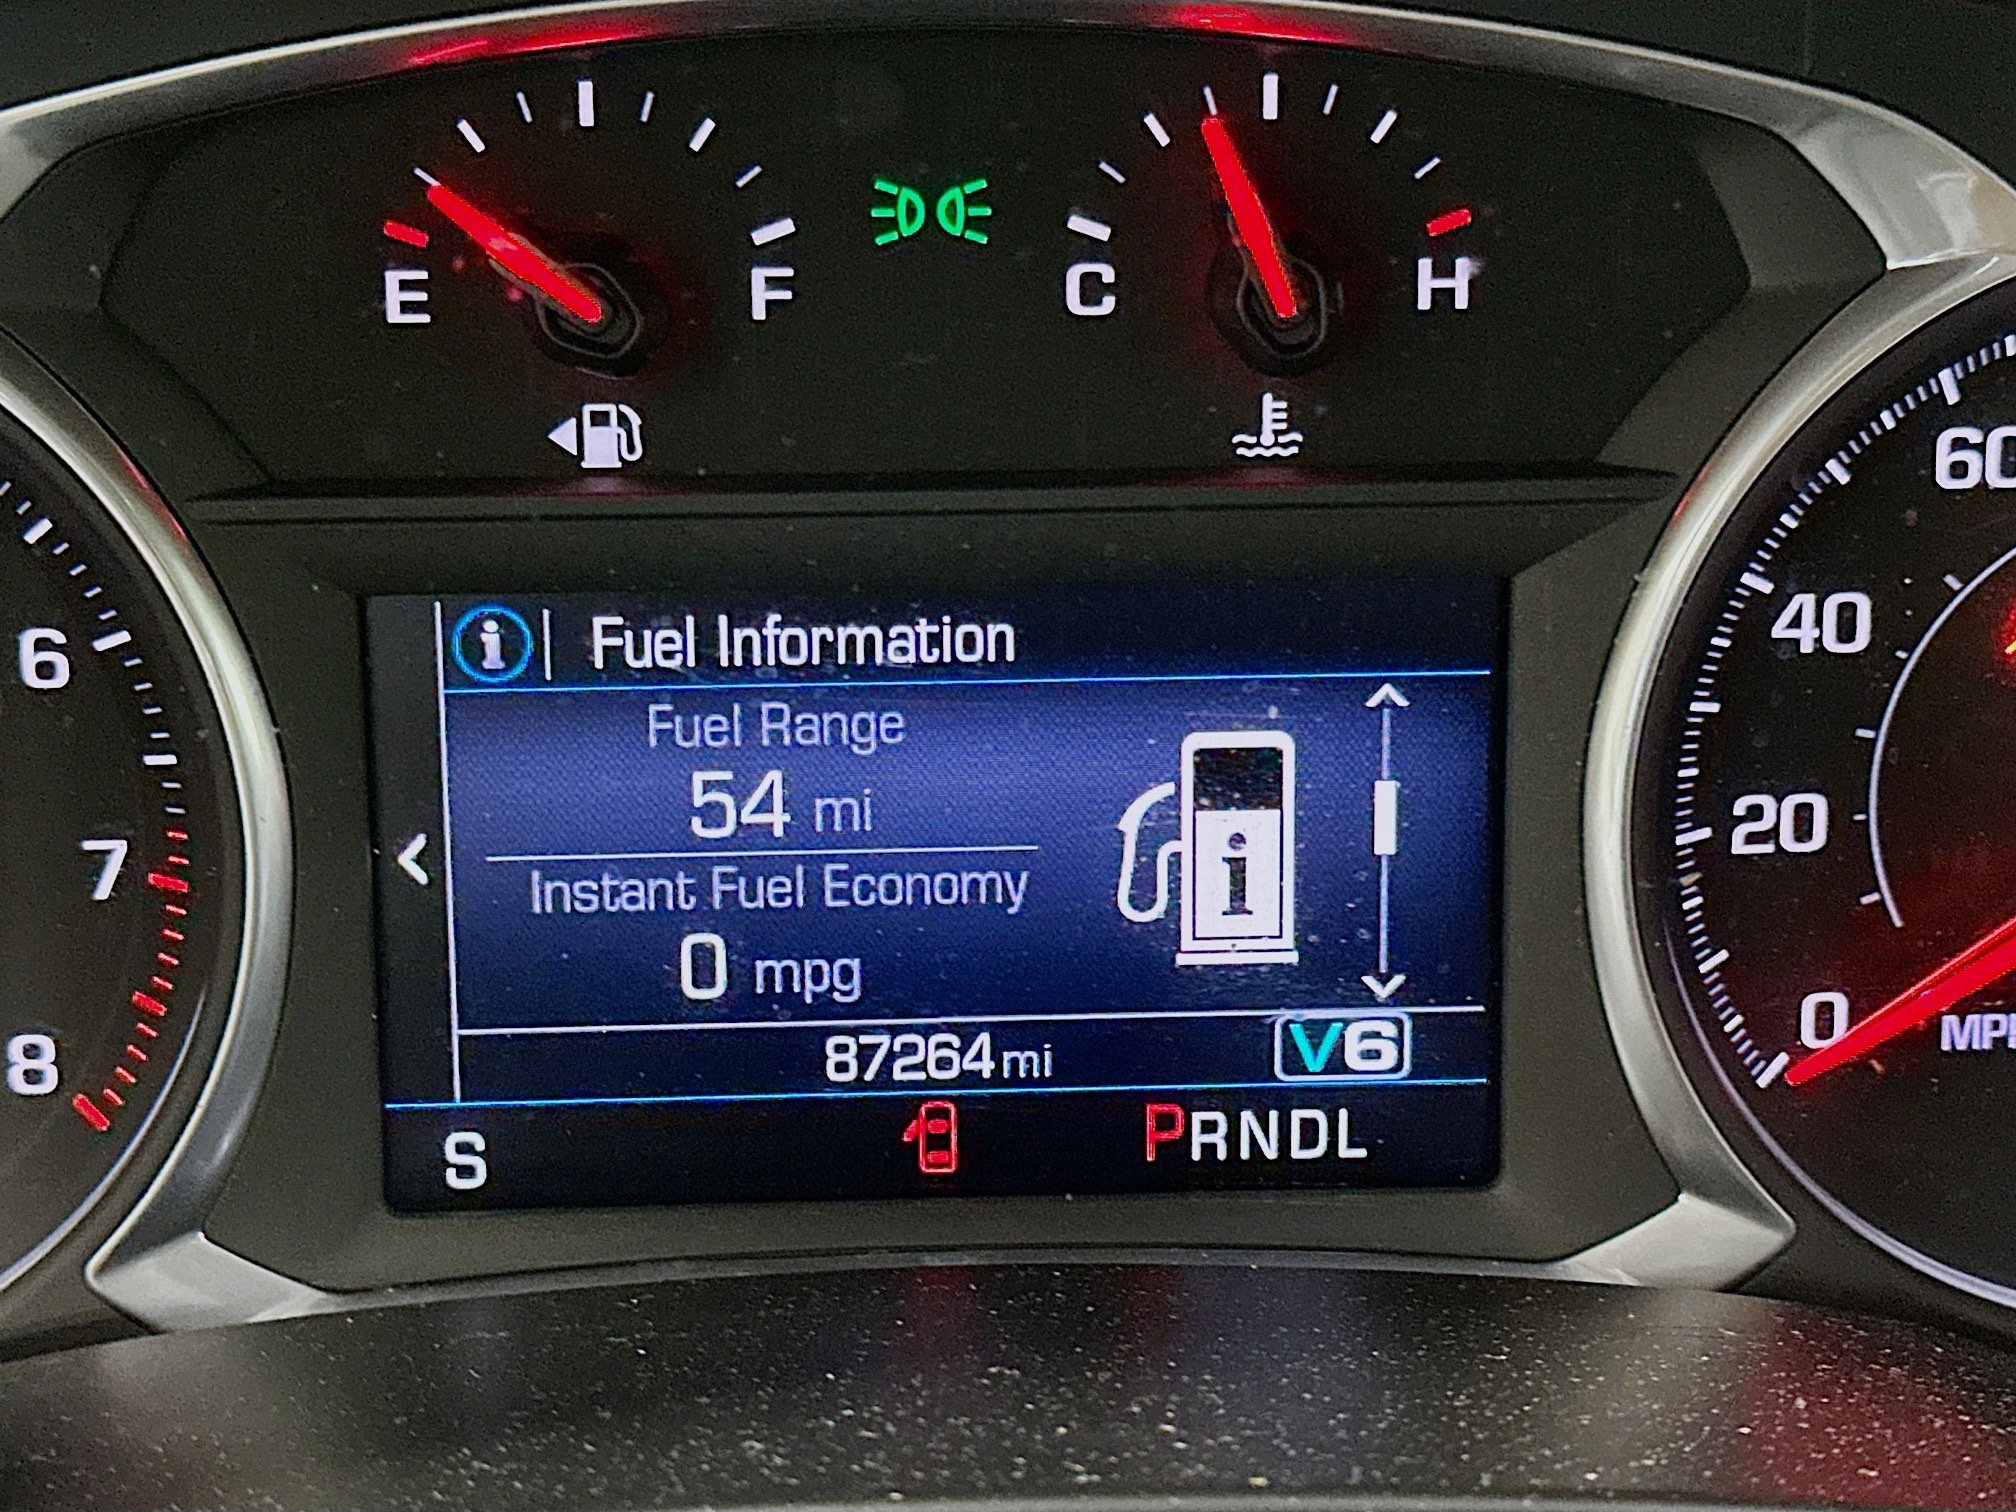 E F C H
60
Fuel Information
6
40
Fuel Range
54 mi
20
7
Instant Fuel Economy
0 mpg
0
87264 mi V6
8
S PRNDL